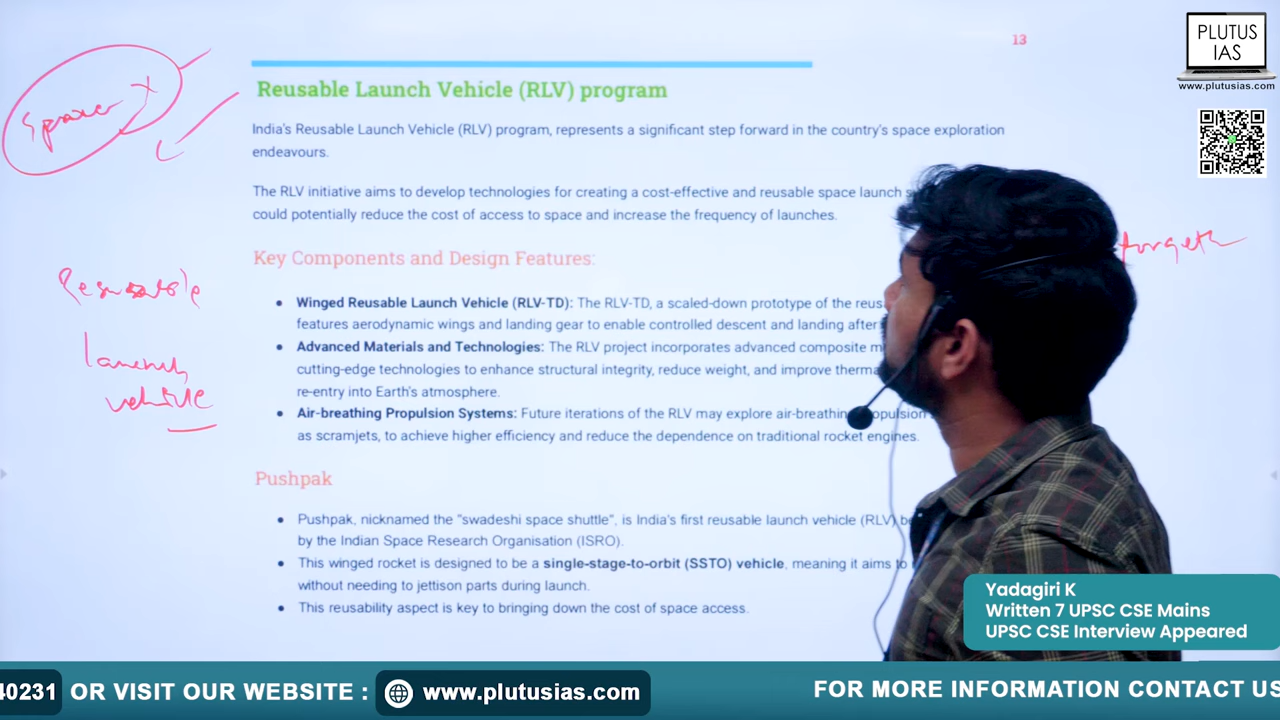 13
PLUTUS
IAS
www.plutusias.com
Space X
Reusable Launch Vehicle (RLV) program
India's Reusable Launch Vehicle (RLV) program, represents a significant step forward in the country's space exploration
endeavours.
The RLV initiative aims to develop technologies for creating a cost-effective and reusable space launch
could potentially reduce the cost of access to space and increase the frequency of launches.
Key Components and Design Features:
Reusable
launch
vehicle
• Winged Reusable Launch Vehicle (RLV-TD): The RLV-TD, a scaled-down prototype of the
features aerodynamic wings and landing gear to enable controlled descent and landing
• Advanced Materials and Technologies: The RLV project incorporates advanced composite
cutting-edge technologies to enhance structural integrity, reduce weight, and improve
re-entry into Earth's atmosphere.
• Air-breathing Propulsion Systems: Future iterations of the RLV may explore
as scramjets, to achieve higher efficiency and reduce the dependence on traditional rocket engines.
Pushpak
• Pushpak, nicknamed the "swadeshi space shuttle", is India's first reusable launch vehicle (RLV)
by the Indian Space Research Organisation (ISRO).
• This winged rocket is designed to be a single-stage-to-orbit (SSTO) vehicle, meaning it aims to
without needing to jettison parts during launch.
• This reusability aspect is key to bringing down the cost of space access.
Yadagiri K
Written 7 UPSC CSE Mains
UPSC CSE Interview Appeared
40231 OR VISIT OUR WEBSITE : www.plutusias.com FOR MORE INFORMATION CONTACT US